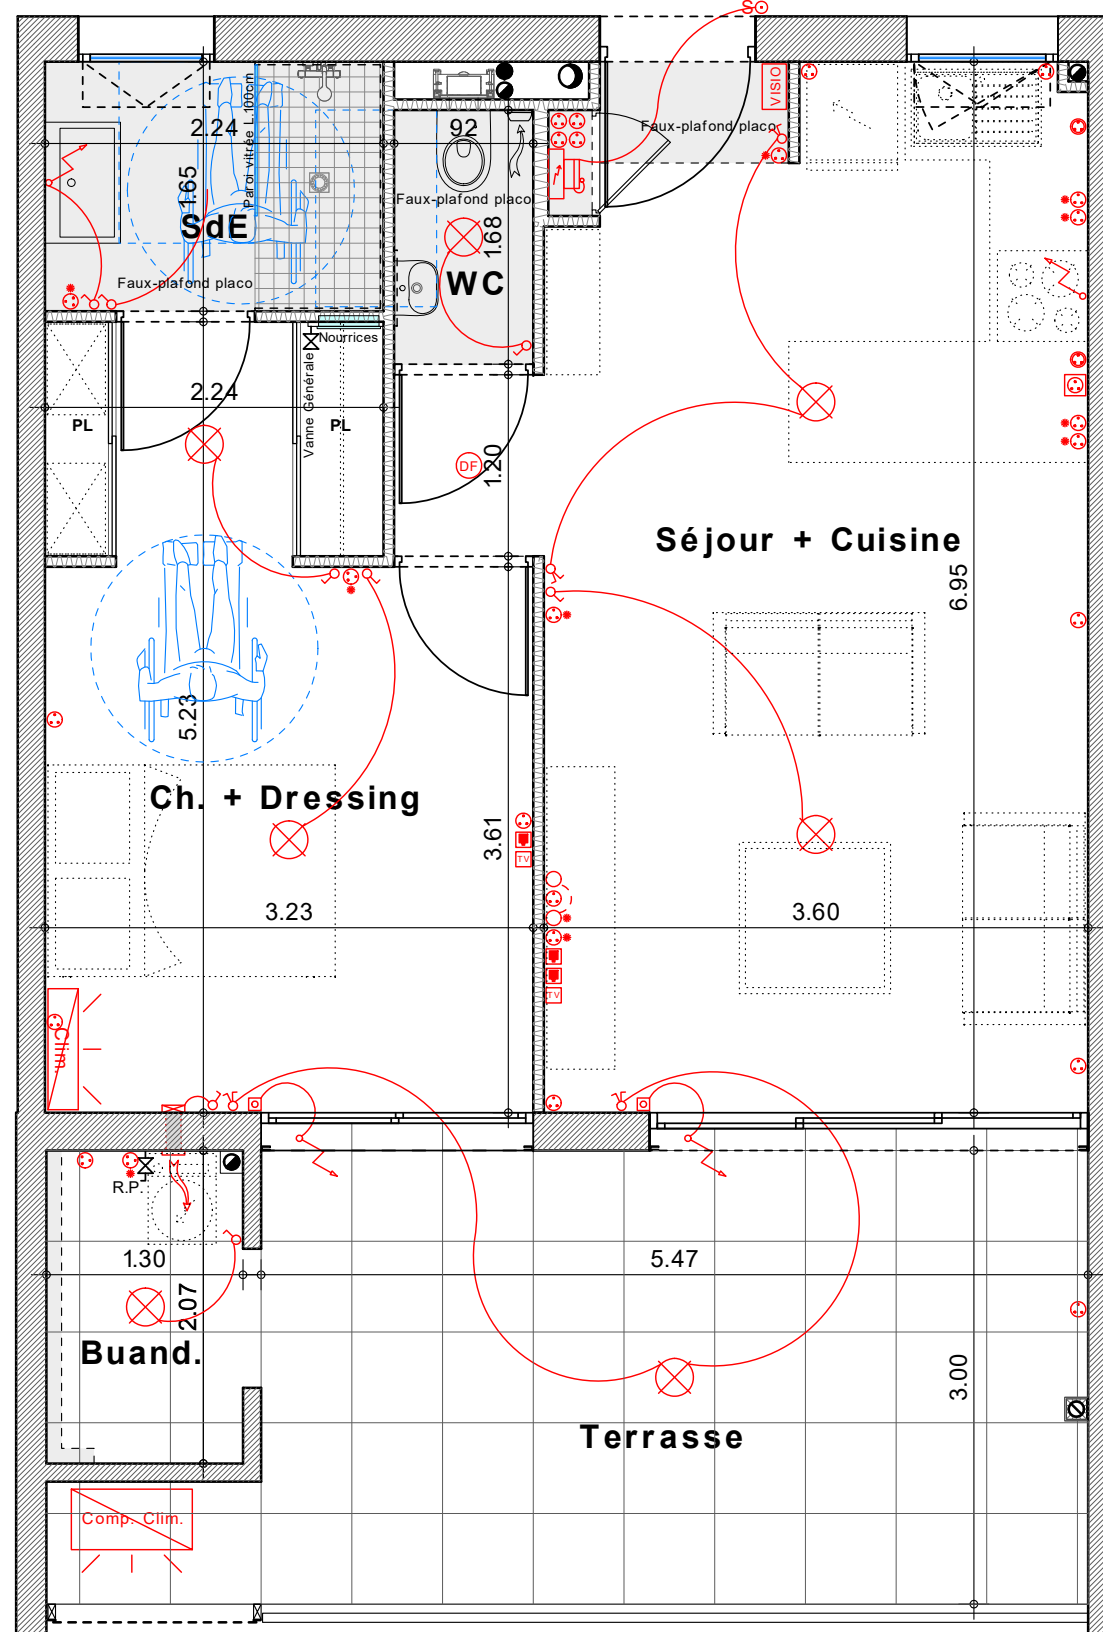 S
VISIO
Paroi vitrée L.100cm
2.24
92
Faux-plafond placo
1.65
Faux-plafond placo
SdE
1.68
WC
Faux-plafond placo
Nourrices
Vanne Générale
2.24
PL
PL
DF
1.20
Séjour + Cuisine
6.95
5.23
Ch. + Dressing
3.61
TV
3.23
3.60
TV
Clim.
R.P.
1.30
5.47
2.07
Buand.
3.00
Terrasse
Comp. Clim.